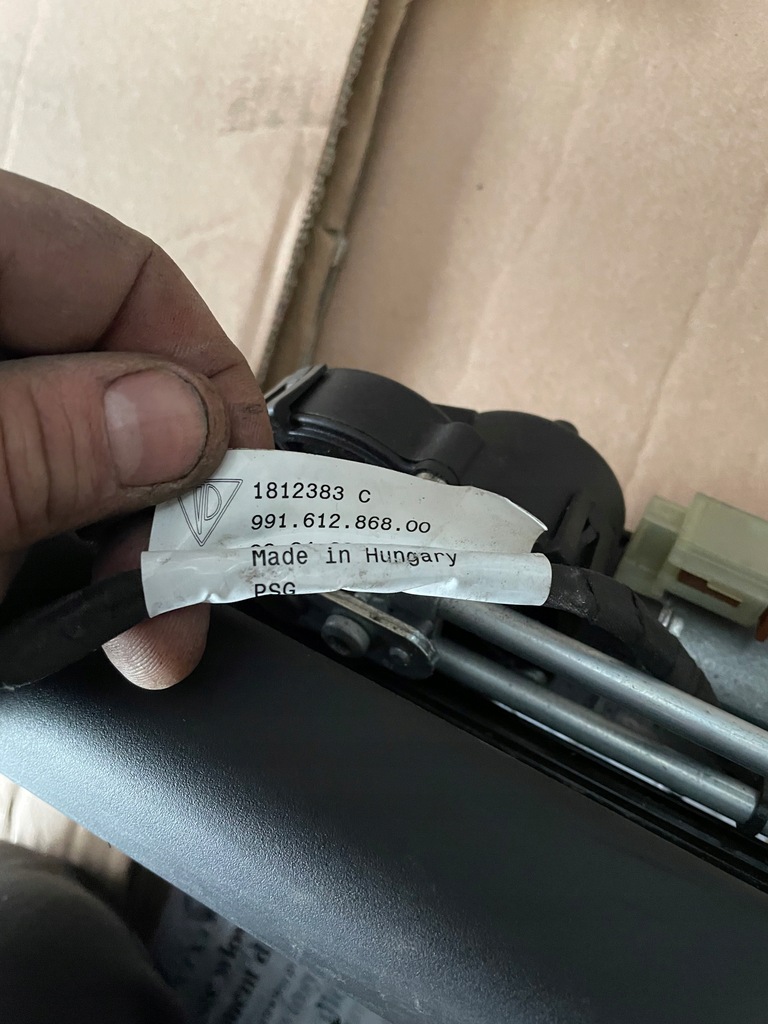 1812383 C
991.612.868.00
Made in Hungary
PSG